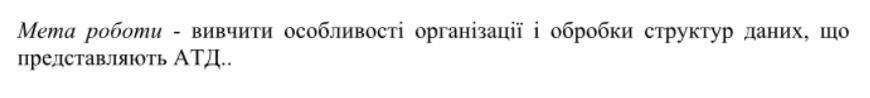 Мета роботи - вивчити особливості організації і обробки структур даних, що
представляють АТД..